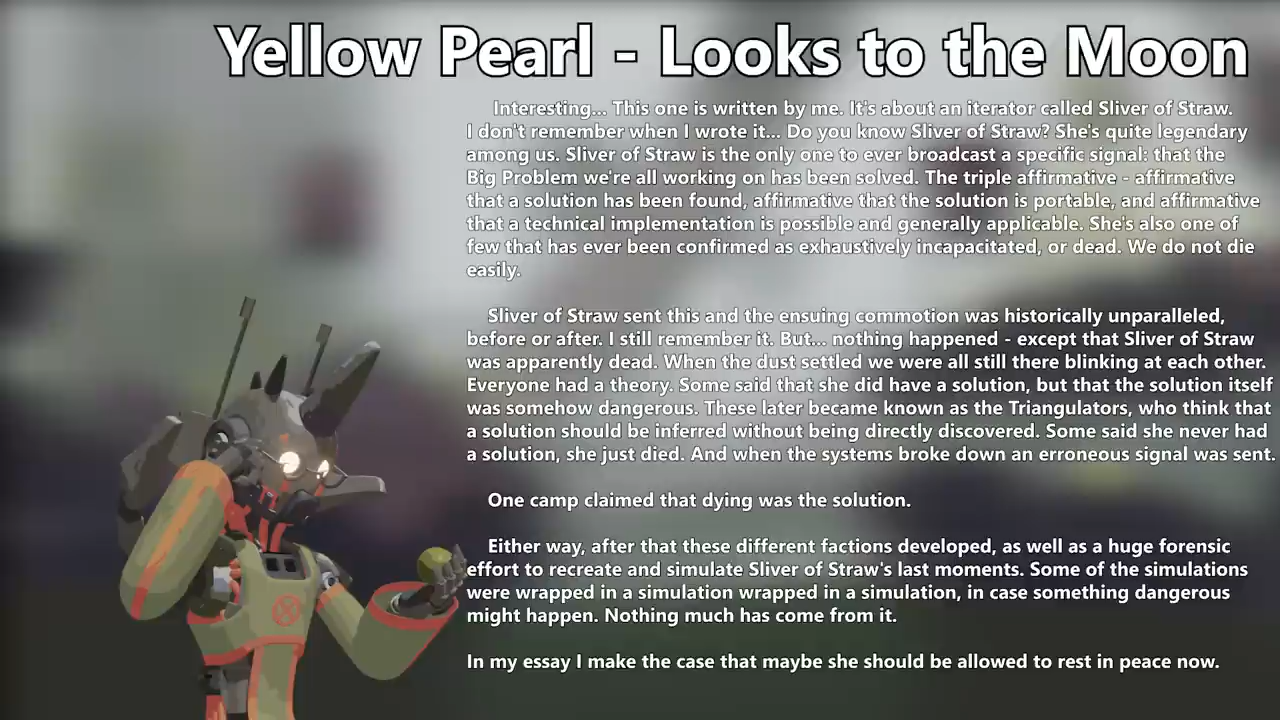 Yellow Pearl - Looks to the Moon
Interesting... This one is written by me. It's about an iterator called Sliver of Straw.
I don't remember when I wrote it... Do you know Sliver of Straw? She's quite legendary
among us. Sliver of Straw is the only one to ever broadcast a specific signal: that the
Big Problem we're all working on has been solved. The triple affirmative - affirmative
that a solution has been found, affirmative that the solution is portable, and affirmative
that a technical implementation is possible and generally applicable. She's also one of
few that has ever been confirmed as exhaustively incapacitated, or dead. We do not die
easily.
Sliver of Straw sent this and the ensuing commotion was historically unparalleled,
before or after. I still remember it. But... nothing happened - except that Sliver of Straw
was apparently dead. When the dust settled we were all still there blinking at each other.
Everyone had a theory. Some said that she did have a solution, but that the solution itself
was somehow dangerous. These later became known as the Triangulators, who think that
a solution should be inferred without being directly discovered. Some said she never had
a solution, she just died. And when the systems broke down an erroneous signal was sent.
One camp claimed that dying was the solution.
Either way, after that these different factions developed, as well as a huge forensic
effort to recreate and simulate Sliver of Straw's last moments. Some of the simulations
were wrapped in a simulation wrapped in a simulation, in case something dangerous
might happen. Nothing much has come from it.
In my essay I make the case that maybe she should be allowed to rest in peace now.